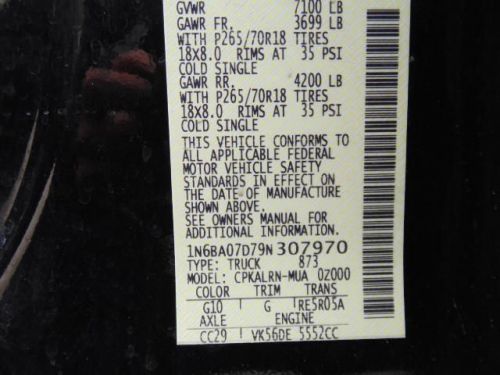 GVWR 7100 LB
GAWR FR. 3699 LB
WITH P265/70R18 TIRES
18X8.0 RIMS AT 35 PSI
COLD SINGLE
GAWR RR. 4200 LB
WITH P265/70R18 TIRES
18X8.0 RIMS AT 35 PSI
COLD SINGLE
THIS VEHICLE CONFORMS TO
ALL APPLICABLE FEDERAL
MOTOR VEHICLE SAFETY
STANDARDS IN EFFECT ON
THE DATE OF MANUFACTURE
SHOWN ABOVE.
SEE OWNERS MANUAL FOR
ADDITIONAL INFORMATION.
1N6BA07D79N307970
TYPE: TRUCK 873
MODEL: CPKALRN-MUA 0Z000
COLOR TRIM TRANS
G10 G RE5R05A
AXLE ENGINE
CC29 VK56DE 5552CC